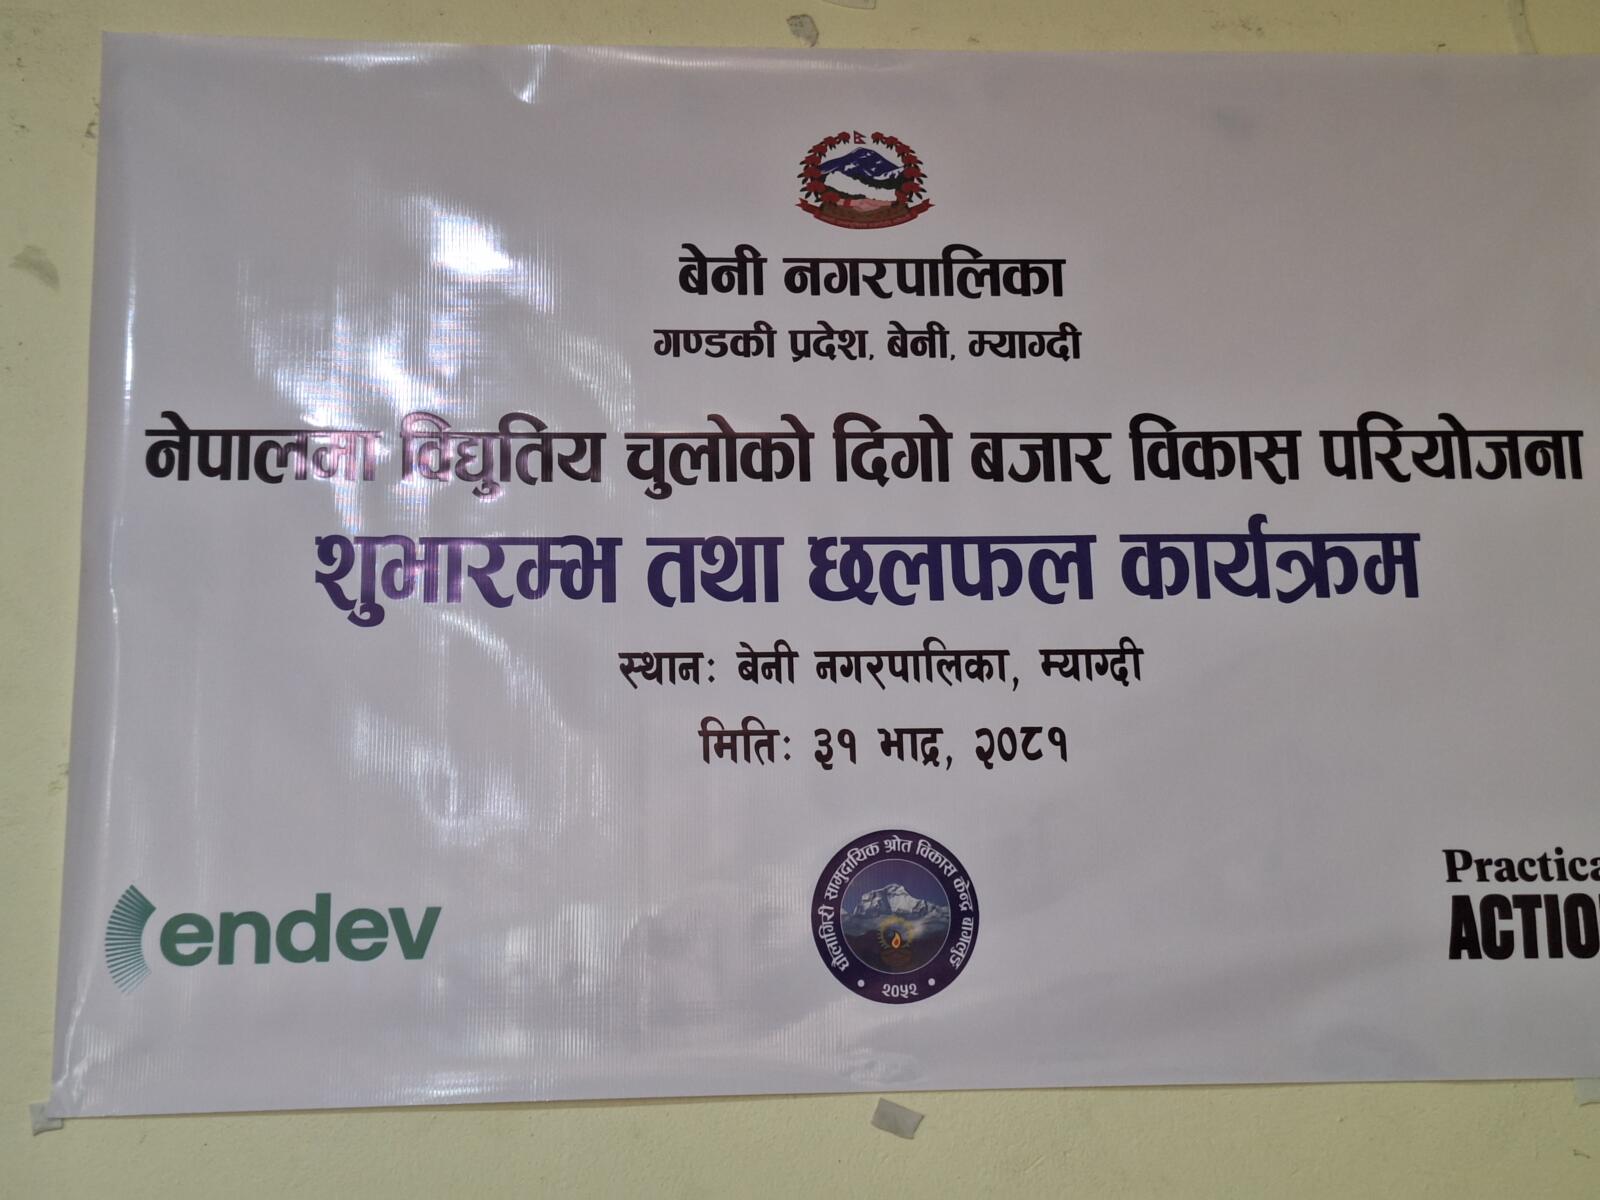 बेनी नगरपालिका
गण्डकी प्रदेश, बेनी, म्याग्दी
नेपालमा विद्युतिय चुलोको दिगो बजार विकास परियोजना
शुभारम्भ तथा छलफल कार्यक्रम
स्थानः बेनी नगरपालिका, म्याग्दी
मितिः ३१ भाद्र, २०८१
endev
धौलागिरी सामुदायिक श्रोत विकास केन्द्र बागलुङ
२०५२
Practica
ACTIO